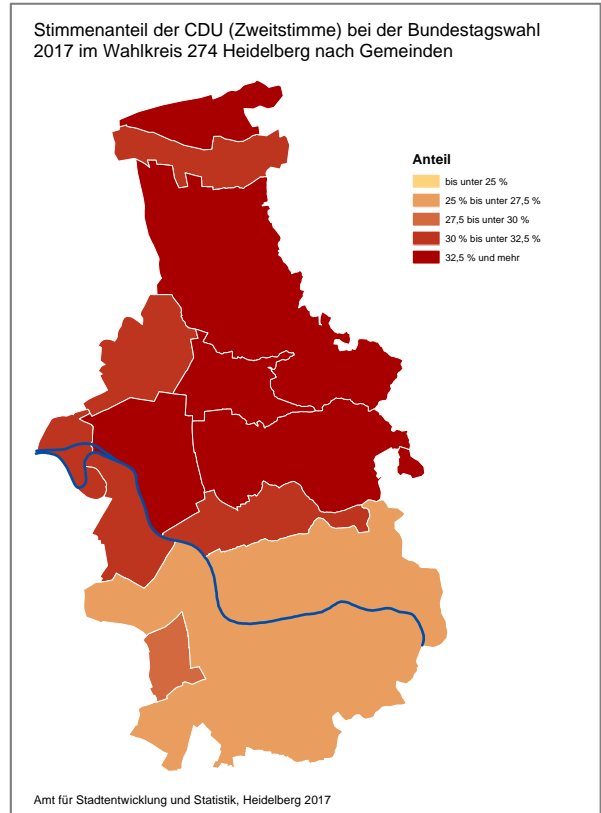 Stimmenanteil der CDU (Zweitstimme) bei der Bundestagswahl
2017 im Wahlkreis 274 Heidelberg nach Gemeinden
Anteil
bis unter 25 %
25 % bis unter 27,5 %
27,5 bis unter 30 %
30 % bis unter 32,5 %
32,5 % und mehr
Amt für Stadtentwicklung und Statistik, Heidelberg 2017